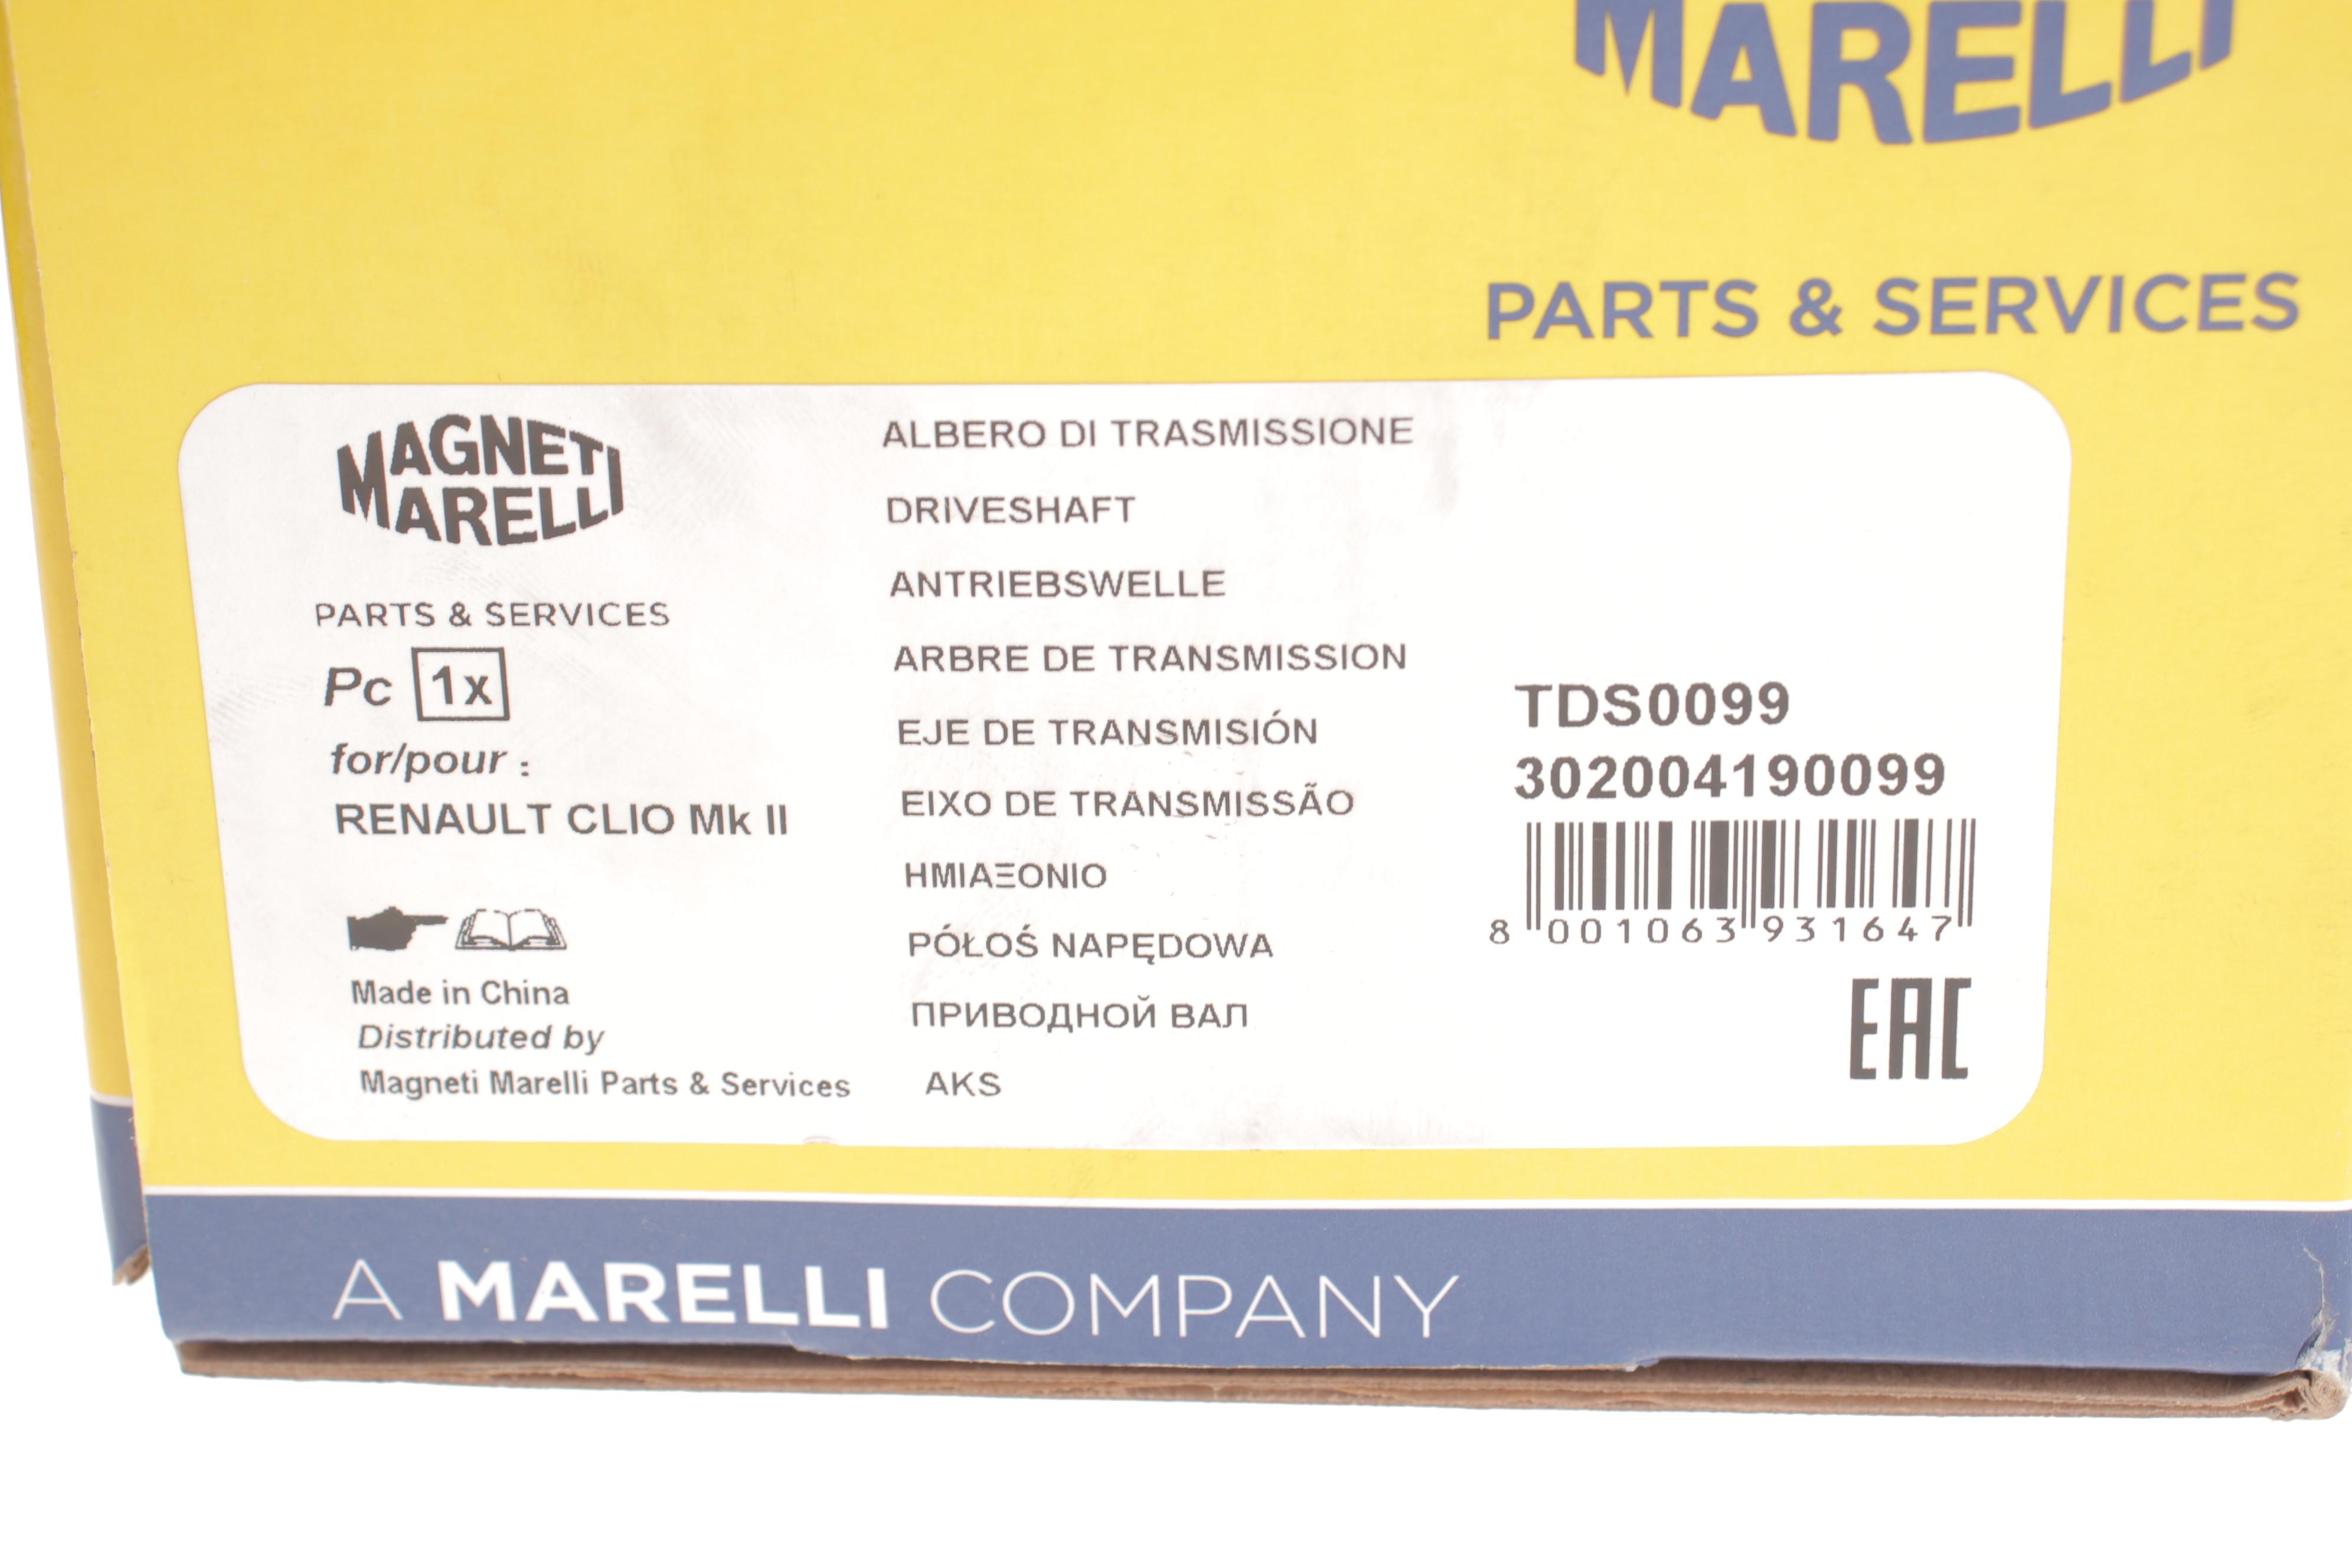 MARELLI
PARTS & SERVICES
MAGNETI
MARELLI
PARTS & SERVICES
Pc 1x
for/pour :
RENAULT CLIO Mk II
Made in China
Distributed by
Magneti Marelli Parts & Services
ALBERO DI TRASMISSIONE
DRIVESHAFT
ANTRIEBSWELLE
ARBRE DE TRANSMISSION
EJE DE TRANSMISIÓN
EIXO DE TRANSMISSÃO
ΗΜΙΑΞΟΝΙΟ
PÓŁOŚ NAPĘDOWA
ПРИВОДНОЙ ВАЛ
AKS
TDS0099
302004190099
8 001063 931647
EAC
A MARELLI COMPANY